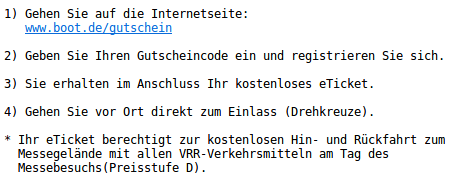 1) Gehen Sie auf die Internetseite:
www.boot.de/gutschein
2) Geben Sie Ihren Gutscheincode ein und registrieren Sie sich.
3) Sie erhalten im Anschluss Ihr kostenloses eTicket.
4) Gehen Sie vor Ort direkt zum Einlass (Drehkreuze).
* Ihr eTicket berechtigt zur kostenlosen Hin- und Rückfahrt zum
Messegelände mit allen VRR-Verkehrsmitteln am Tag des
Messebesuchs(Preisstufe D).